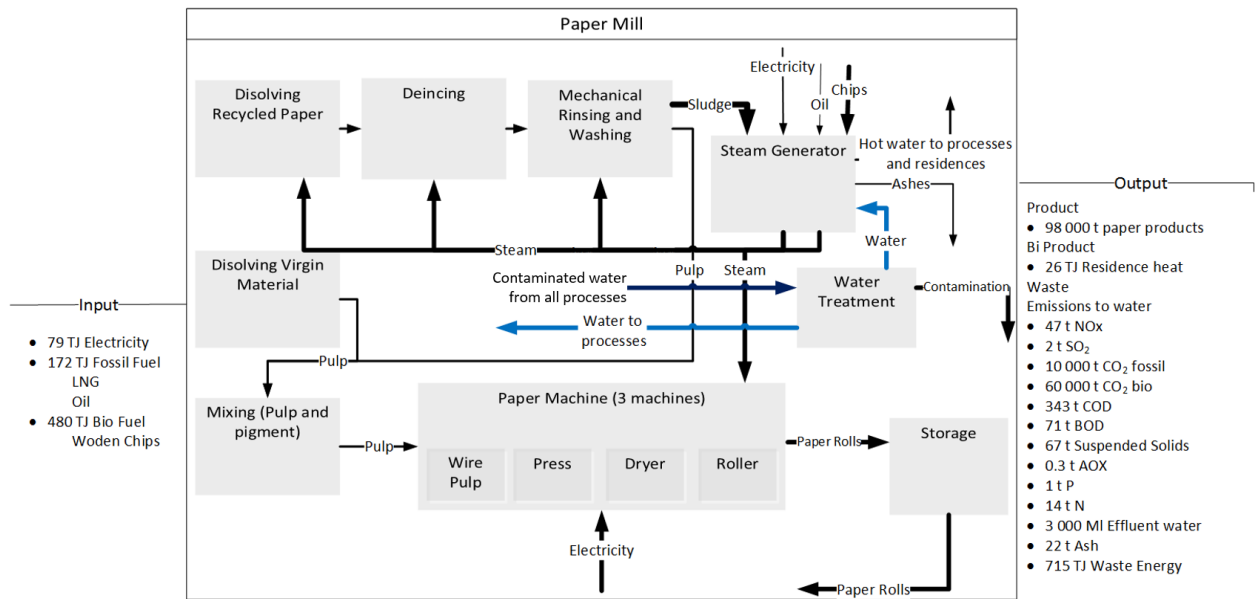 Paper Mill
Disolving
Recycled Paper
Deincing
Mechanical
Rinsing and
Washing
Sludge
Electricity
Oil
Chips
Steam Generator
Hot water to processes
and residences
Ashes
Steam
Water
Disolving Virgin
Material
Contaminated water
from all processes
Pulp
Steam
Water
Treatment
Contamination
Water to
processes
Pulp
Mixing (Pulp and
pigment)
Pulp
Paper Machine (3 machines)
Wire
Pulp
Press
Dryer
Roller
Paper Rolls
Storage
Electricity
Paper Rolls
Input
• 79 TJ Electricity
• 172 TJ Fossil Fuel
LNG
Oil
• 480 TJ Bio Fuel
Woden Chips
Output
Product
• 98 000 t paper products
Bi Product
• 26 TJ Residence heat
Waste
Emissions to water
• 47 t NOx
• 2 t SO₂
• 10 000 t CO₂ fossil
• 60 000 t CO₂ bio
• 343 t COD
• 71 t BOD
• 67 t Suspended Solids
• 0.3 t AOX
• 1 t P
• 14 t N
• 3 000 Ml Effluent water
• 22 t Ash
• 715 TJ Waste Energy